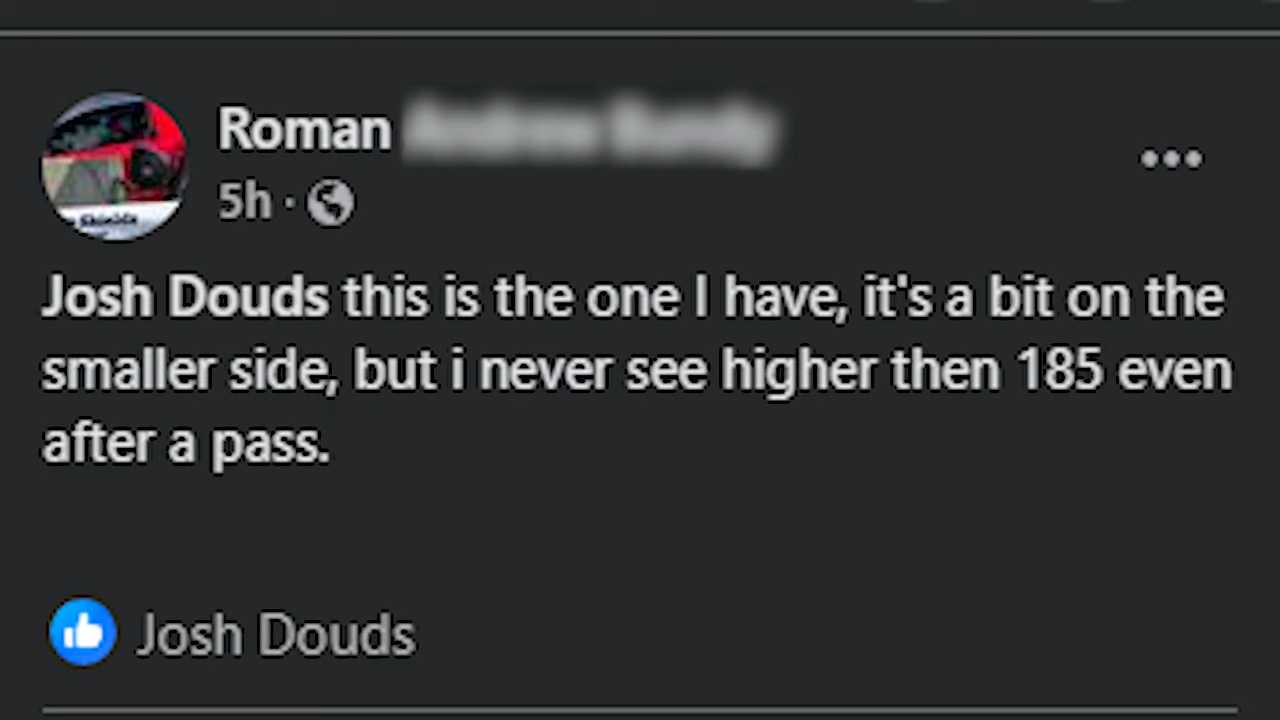 Roman
5h ·
Josh Douds this is the one I have, it's a bit on the
smaller side, but i never see higher then 185 even
after a pass.
Josh Douds